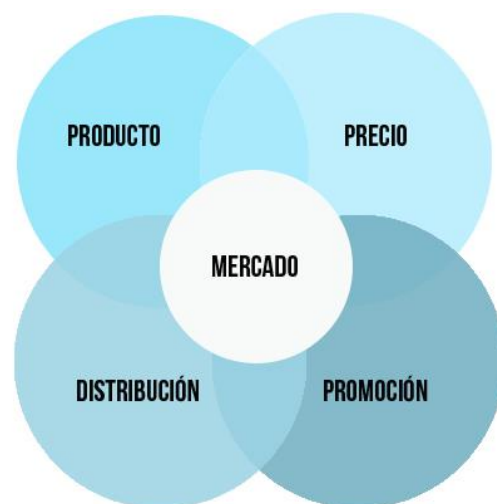 PRODUCTO
PRECIO
MERCADO
DISTRIBUCIÓN
PROMOCIÓN